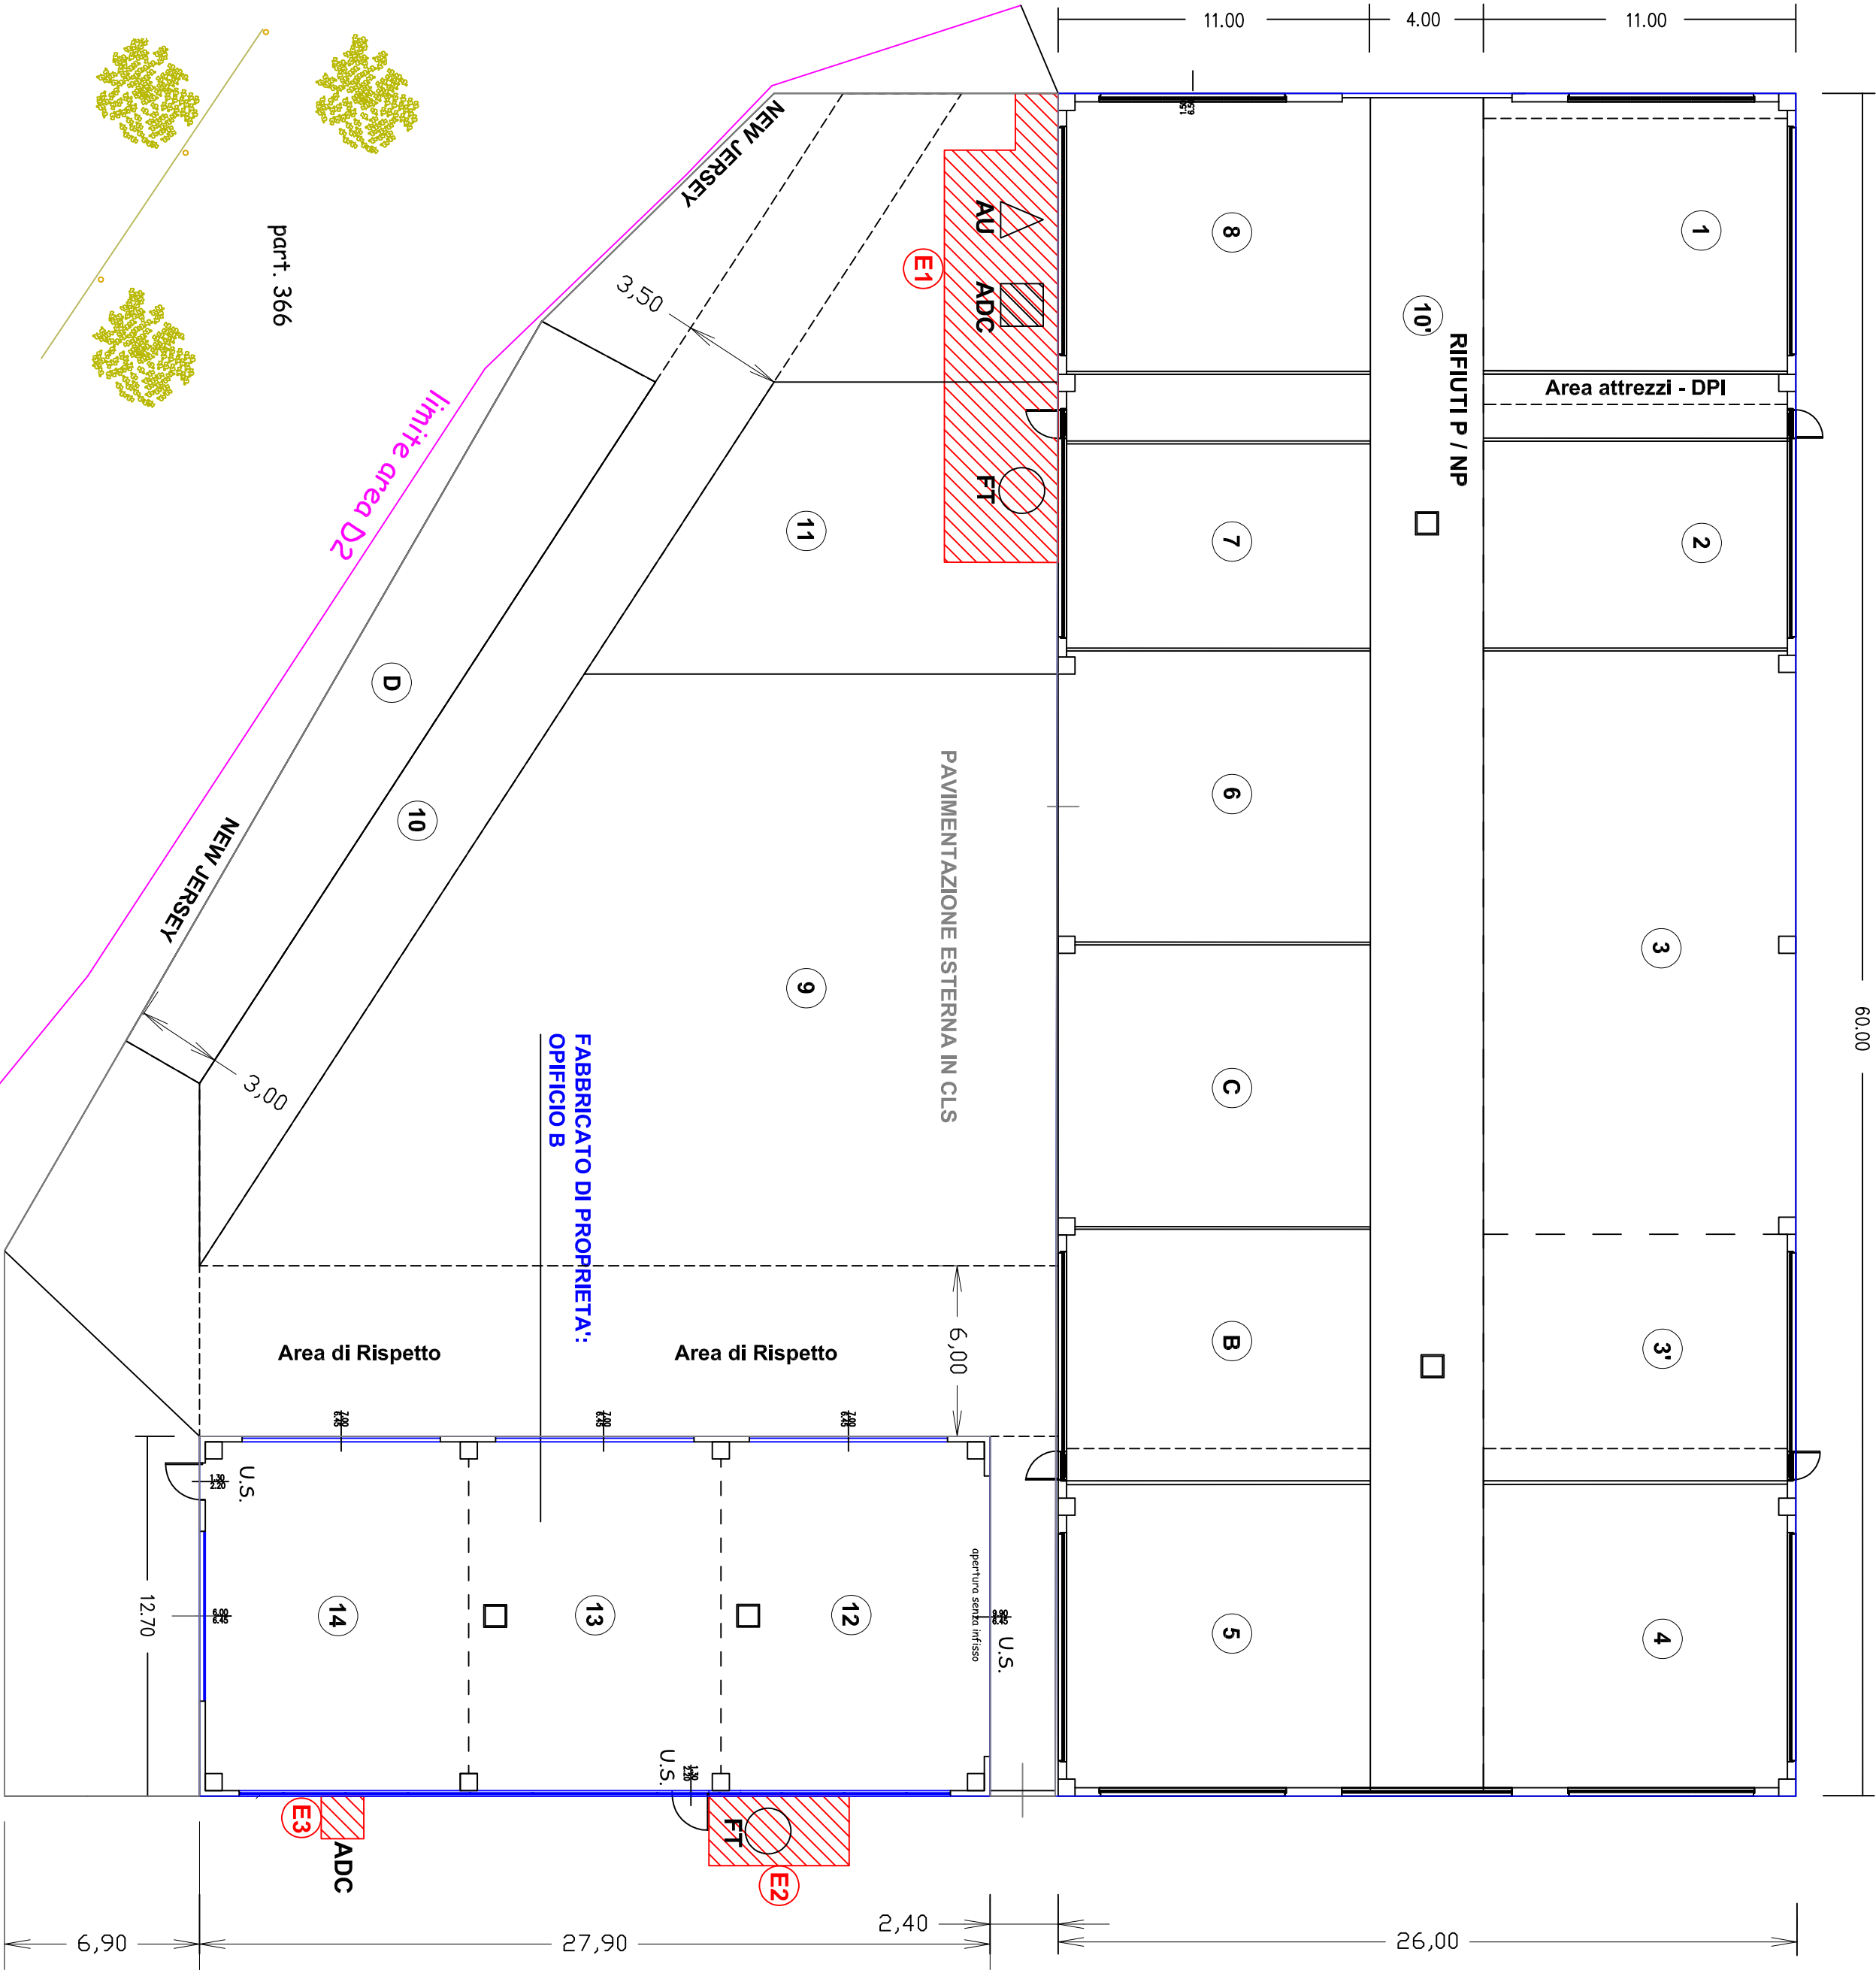 11.00
4.00
11.00
60.00
1
8
10'
RIFIUTI P / NP
Area attrezzi - DPI
2
7
3
6
C
B
3'
5
4
NEW JERSEY
AU
ADC
FT
E1
3,50
11
part. 366
limite area D2
D
10
9
PAVIMENTAZIONE ESTERNA IN CLS
FABBRICATO DI PROPRIETA':
OPIFICIO B
NEW JERSEY
3,00
6,00
Area di Rispetto
Area di Rispetto
U.S.
1.30
2.20
12.70
14
13
12
apertura senza infisso
U.S.
U.S.
E3
ADC
FT
E2
6,90
27,90
2,40
26,00